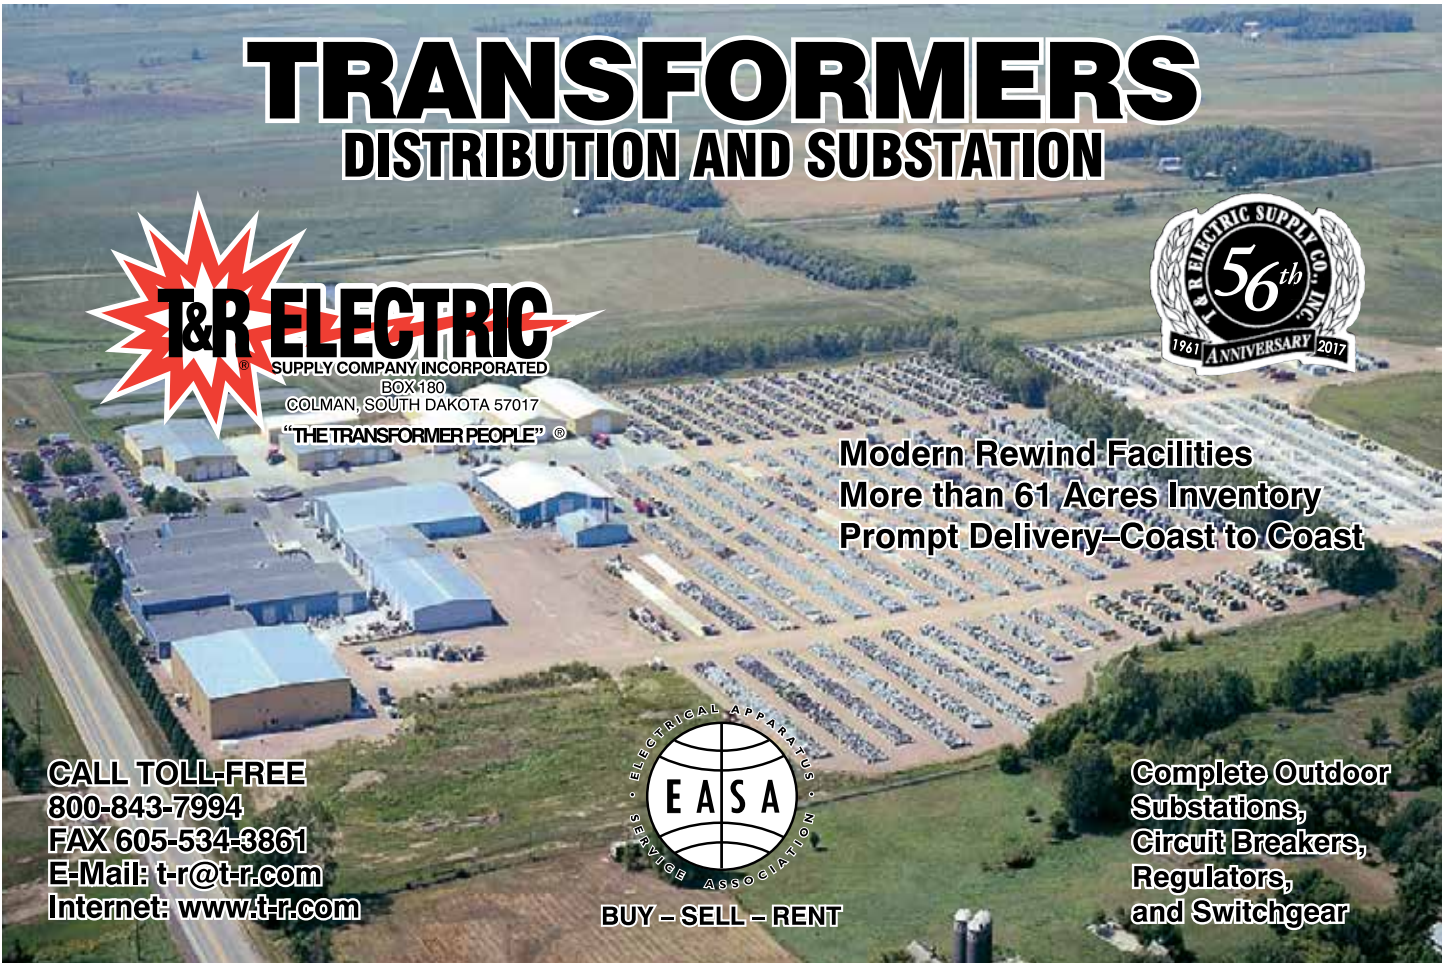 TRANSFORMERS
DISTRIBUTION AND SUBSTATION
T&R ELECTRIC
®
SUPPLY COMPANY INCORPORATED
BOX 180
COLMAN, SOUTH DAKOTA 57017
“THE TRANSFORMER PEOPLE” ®
T & R ELECTRIC SUPPLY CO., INC.
56th
1961 ANNIVERSARY 2017
Modern Rewind Facilities
More than 61 Acres Inventory
Prompt Delivery–Coast to Coast
CALL TOLL-FREE
800-843-7994
FAX 605-534-3861
E-Mail: t-r@t-r.com
Internet: www.t-r.com
· ELECTRICAL APPARATUS ·
EASA
SERVICE ASSOCIATION
BUY – SELL – RENT
Complete Outdoor
Substations,
Circuit Breakers,
Regulators,
and Switchgear